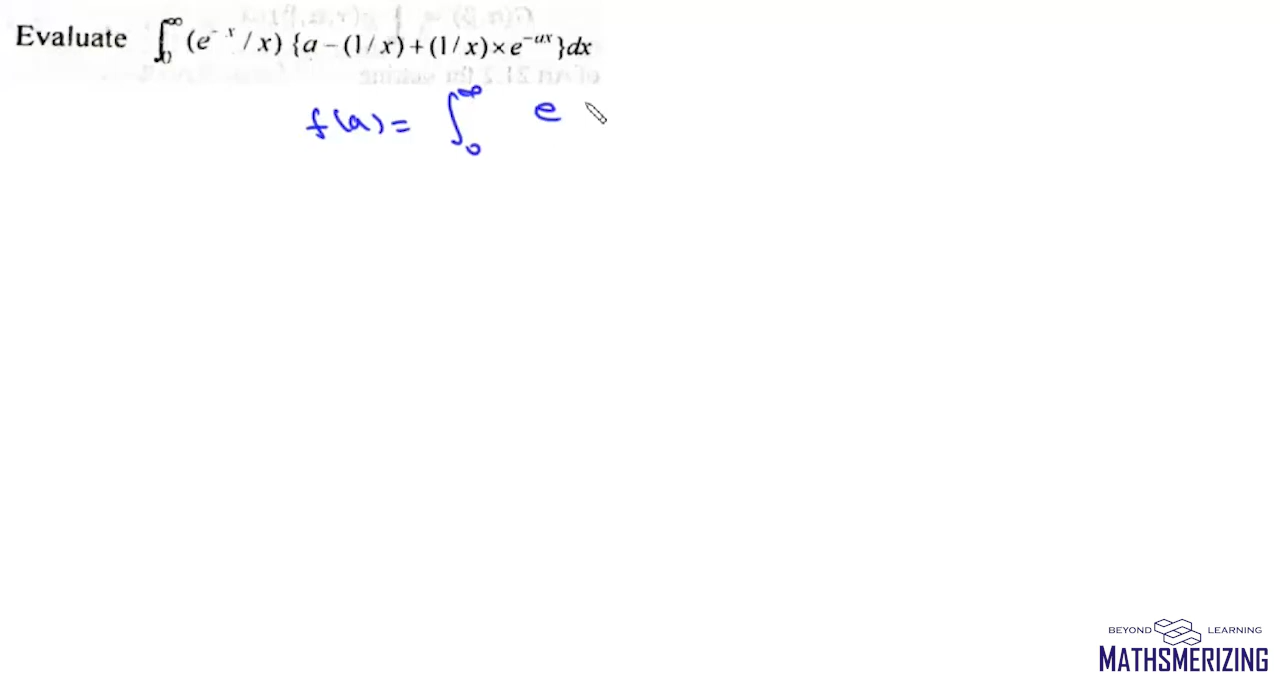 Evaluate ∫₀^∞ (e^{-x} / x) {a − (1 / x) + (1 / x) × e^{−ax}}dx
f(a) = ∫₀^∞ e
BEYOND LEARNING
MATHSMERIZING